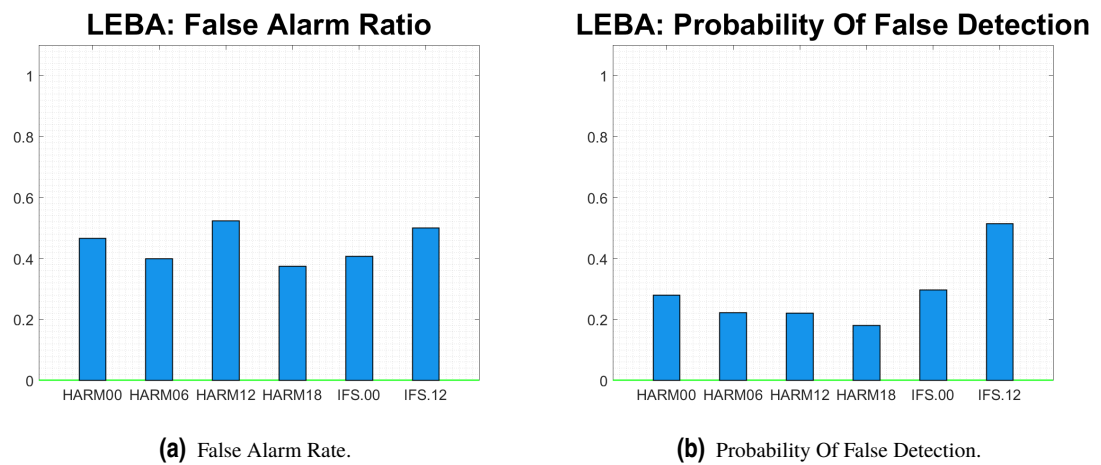 LEBA: False Alarm Ratio
1
0.8
0.6
0.4
0.2
0
HARM00 HARM06 HARM12 HARM18 IFS.00 IFS.12
(a) False Alarm Rate.
LEBA: Probability Of False Detection
1
0.8
0.6
0.4
0.2
0
HARM00 HARM06 HARM12 HARM18 IFS.00 IFS.12
(b) Probability Of False Detection.